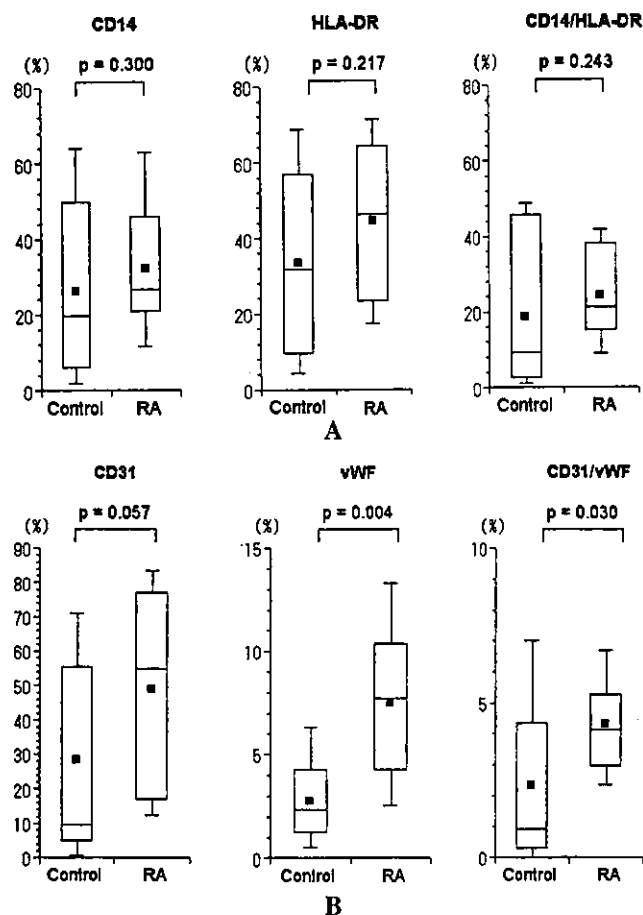 CD14 HLA-DR CD14/HLA-DR
(%) p = 0.300 (%) p = 0.217 (%) p = 0.243
80 80 80
60 60 60
40 40 40
20 20 20
0 0 0
Control RA Control RA Control RA
A
CD31 vWF CD31/vWF
(%) p = 0.057 (%) p = 0.004 (%) p = 0.030
90 15 10
80
70
60 10
50 5
40
30 5
20
10
0 0 0
Control RA Control RA Control RA
B